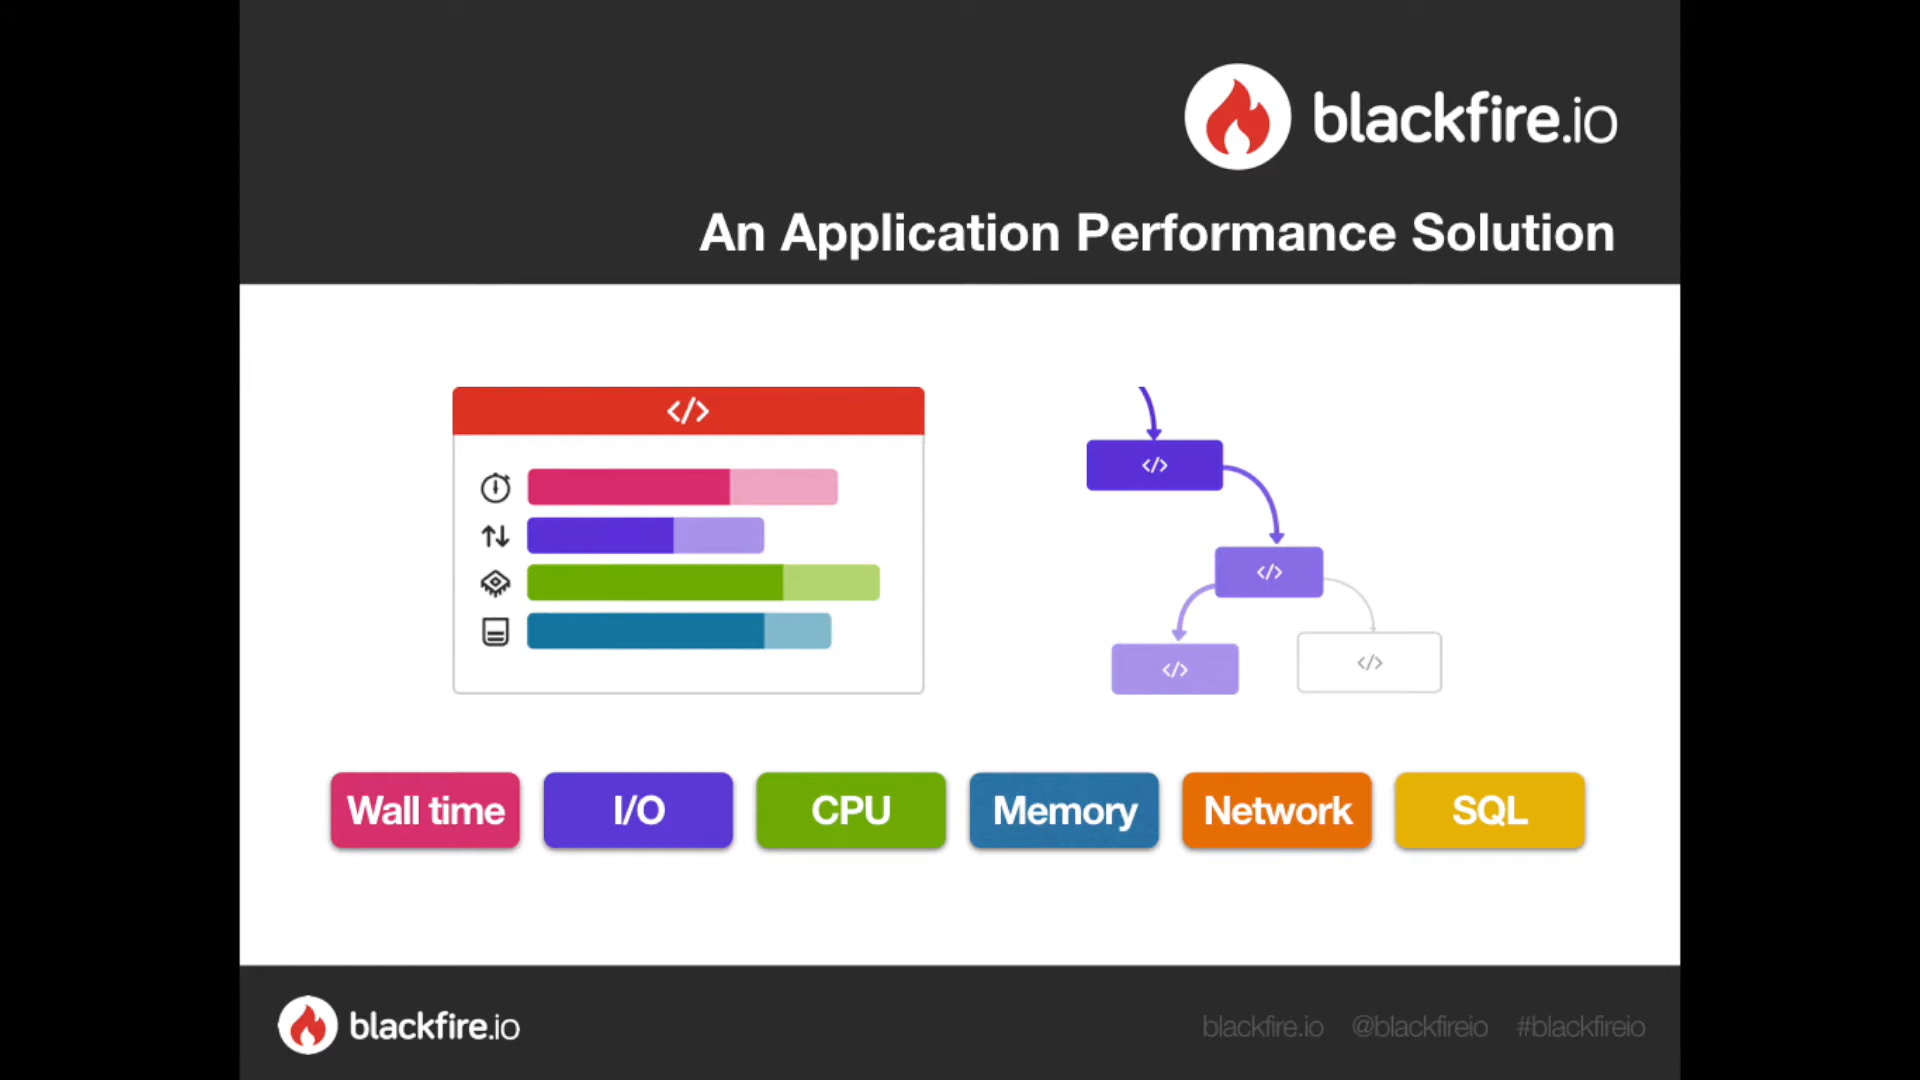 blackfire.io
An Application Performance Solution
</>
</>
</>
</>
</>
Wall time
I/O
CPU
Memory
Network
SQL
blackfire.io
blackfire.io @blackfireio #blackfireio